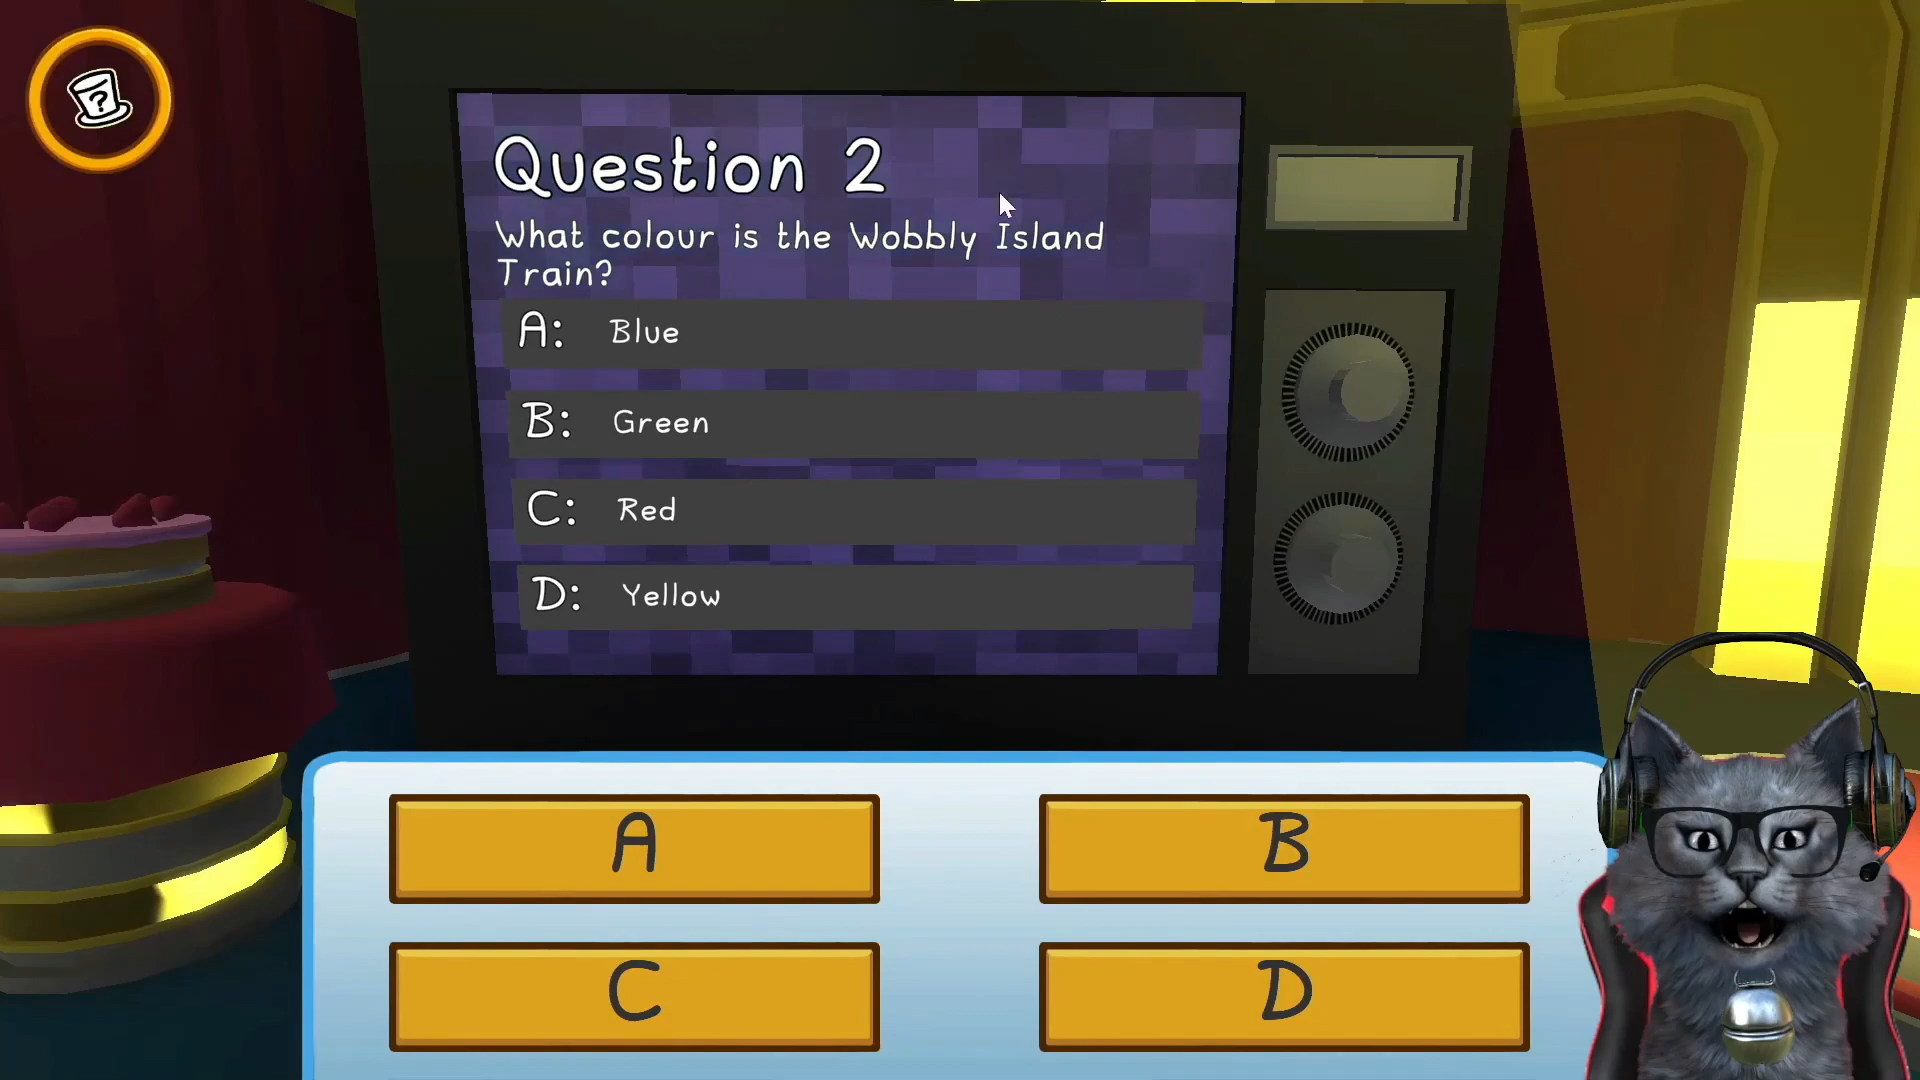 ?
Question 2
What colour is the Wobbly Island
Train?
A: Blue
B: Green
C: Red
D: Yellow
A
B
C
D